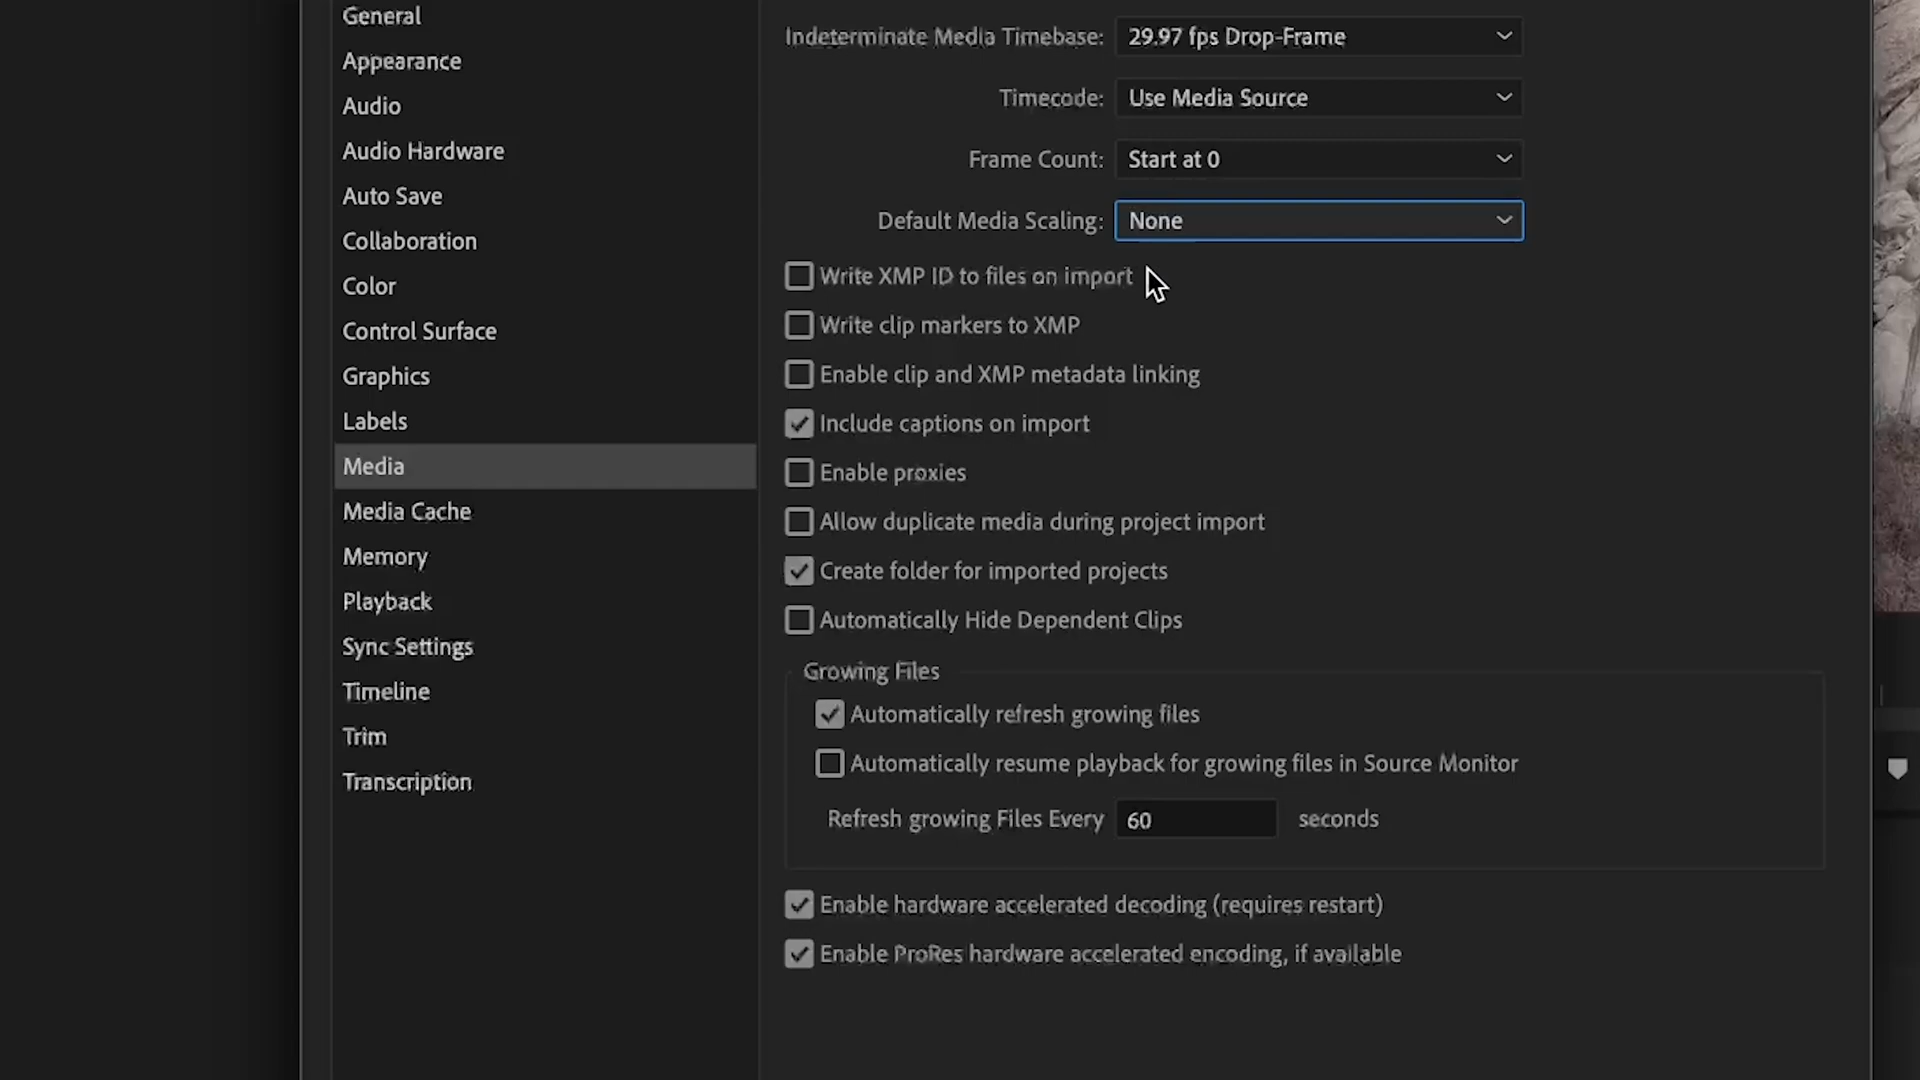 General
Appearance
Audio
Audio Hardware
Auto Save
Collaboration
Color
Control Surface
Graphics
Labels
Media
Media Cache
Memory
Playback
Sync Settings
Timeline
Trim
Transcription
Indeterminate Media Timebase: 29.97 fps Drop-Frame
Timecode: Use Media Source
Frame Count: Start at 0
Default Media Scaling: None
Write XMP ID to files on import
Write clip markers to XMP
Enable clip and XMP metadata linking
Include captions on import
Enable proxies
Allow duplicate media during project import
Create folder for imported projects
Automatically Hide Dependent Clips
Growing Files
Automatically refresh growing files
Automatically resume playback for growing files in Source Monitor
Refresh growing Files Every 60 seconds
Enable hardware accelerated decoding (requires restart)
Enable ProRes hardware accelerated encoding, if available